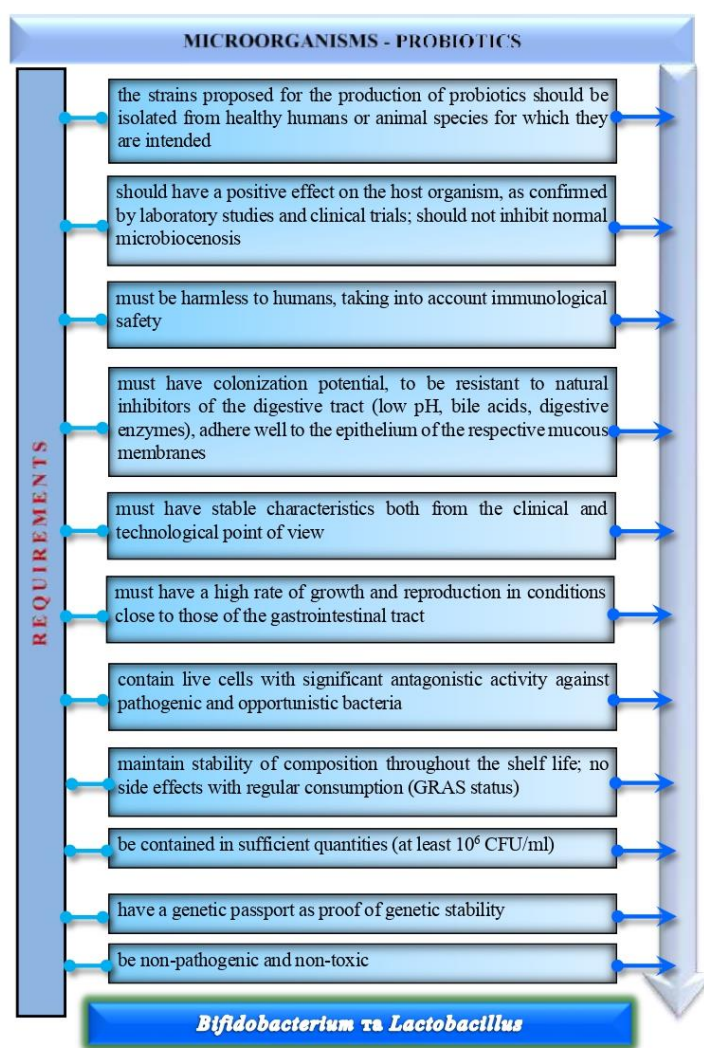 MICROORGANISMS - PROBIOTICS
REQUIREMENTS
the strains proposed for the production of probiotics should be
isolated from healthy humans or animal species for which they
are intended
should have a positive effect on the host organism, as confirmed
by laboratory studies and clinical trials; should not inhibit normal
microbiocenosis
must be harmless to humans, taking into account immunological
safety
must have colonization potential, to be resistant to natural
inhibitors of the digestive tract (low pH, bile acids, digestive
enzymes), adhere well to the epithelium of the respective mucous
membranes
must have stable characteristics both from the clinical and
technological point of view
must have a high rate of growth and reproduction in conditions
close to those of the gastrointestinal tract
contain live cells with significant antagonistic activity against
pathogenic and opportunistic bacteria
maintain stability of composition throughout the shelf life; no
side effects with regular consumption (GRAS status)
be contained in sufficient quantities (at least 10⁶ CFU/ml)
have a genetic passport as proof of genetic stability
be non-pathogenic and non-toxic
Bifidobacterium та Lactobacillus